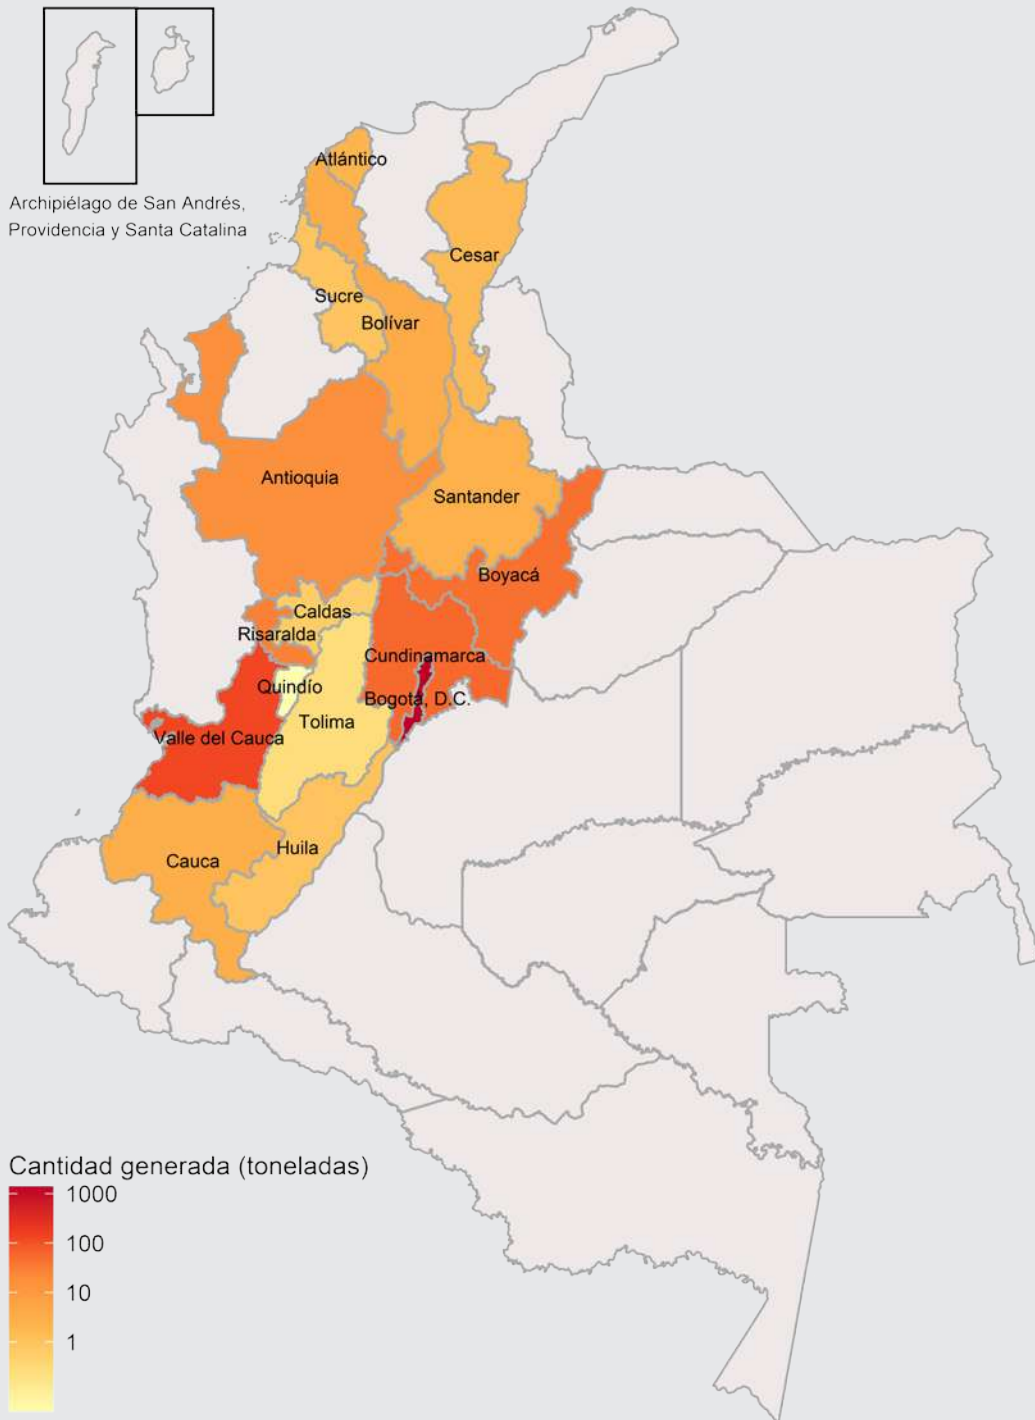 Archipiélago de San Andrés,
Providencia y Santa Catalina
Atlántico
Cesar
Sucre
Bolívar
Antioquia
Santander
Boyacá
Caldas
Risaralda
Cundinamarca
Quindío
Bogotá, D.C.
Tolima
Valle del Cauca
Huila
Cauca
Cantidad generada (toneladas)
1000
100
10
1